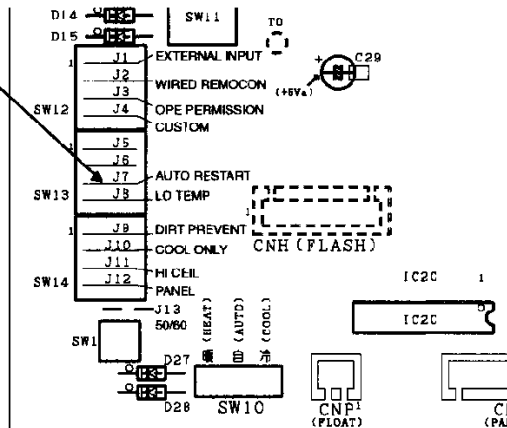 D14
SW11
TO
D15
1
J1
EXTERNAL INPUT
J2
WIRED REMOCON
J3
OPE PERMISSION
SW12
J4
CUSTOM
+
C29
(+5Va)
1
J5
J6
J7
AUTO RESTART
SW13
J8
LO TEMP
1
J9
DIRT PREVENT
J10
COOL ONLY
J11
HI CEIL
SW14
J12
PANEL
1
CNH (FLASH)
J13
50/60
SW1
(HEAT)
(AUTO)
(COOL)
暖
自
冷
IC20
1
IC20
D27
D28
SW10
CNP1
(FLOAT)